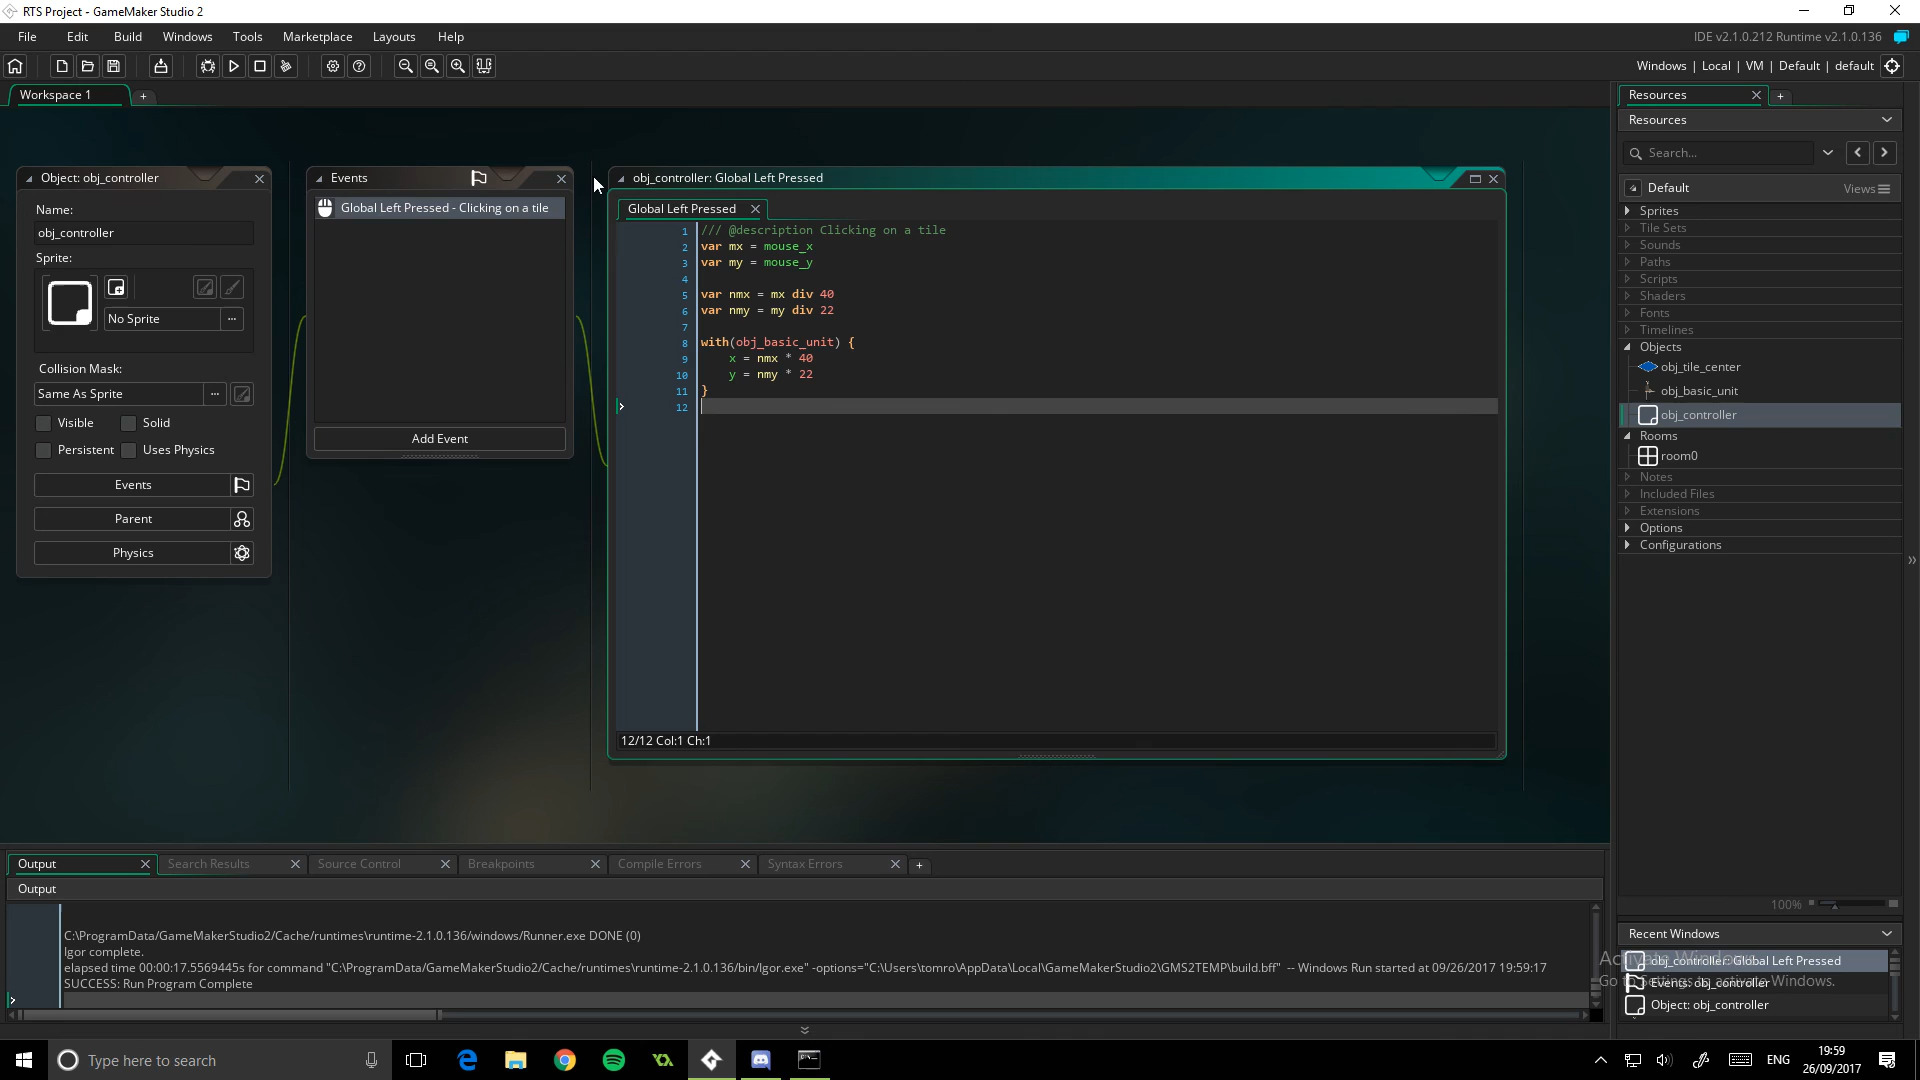 RTS Project - GameMaker Studio 2
File Edit Build Windows Tools Marketplace Layouts Help
IDE v2.1.0.212 Runtime v2.1.0.136
Windows | Local | VM | Default | default
Workspace 1
Object: obj_controller
Name:
obj_controller
Sprite:
No Sprite
Collision Mask:
Same As Sprite
Visible Solid
Persistent Uses Physics
Events
Parent
Physics
Events
Global Left Pressed - Clicking on a tile
Add Event
obj_controller: Global Left Pressed
Global Left Pressed
1 /// @description Clicking on a tile
2 var mx = mouse_x
3 var my = mouse_y
4
5 var nmx = mx div 40
6 var nmy = my div 22
7
8 with(obj_basic_unit) {
9 x = nmx * 40
10 y = nmy * 22
11 }
12
12/12 Col:1 Ch:1
Resources
Resources
Search...
Default Views
Sprites
Tile Sets
Sounds
Paths
Scripts
Shaders
Fonts
Timelines
Objects
obj_tile_center
obj_basic_unit
obj_controller
Rooms
room0
Notes
Included Files
Extensions
Options
Configurations
100%
Recent Windows
obj_controller: Global Left Pressed
Events: obj_controller
Object: obj_controller
Activate Windows
Go to Settings to activate Windows.
Output Search Results Source Control Breakpoints Compile Errors Syntax Errors
Output
C:\ProgramData/GameMakerStudio2/Cache/runtimes\runtime-2.1.0.136/windows/Runner.exe DONE (0)
Igor complete.
elapsed time 00:00:17.5569445s for command "C:\ProgramData/GameMakerStudio2/Cache/runtimes\runtime-2.1.0.136/bin/Igor.exe" -options="C:\Users\tomro\AppData\Local\GameMakerStudio2\GMS2TEMP\build.bff" -- Windows Run started at 09/26/2017 19:59:17
SUCCESS: Run Program Complete
Type here to search
ENG
19:59
26/09/2017